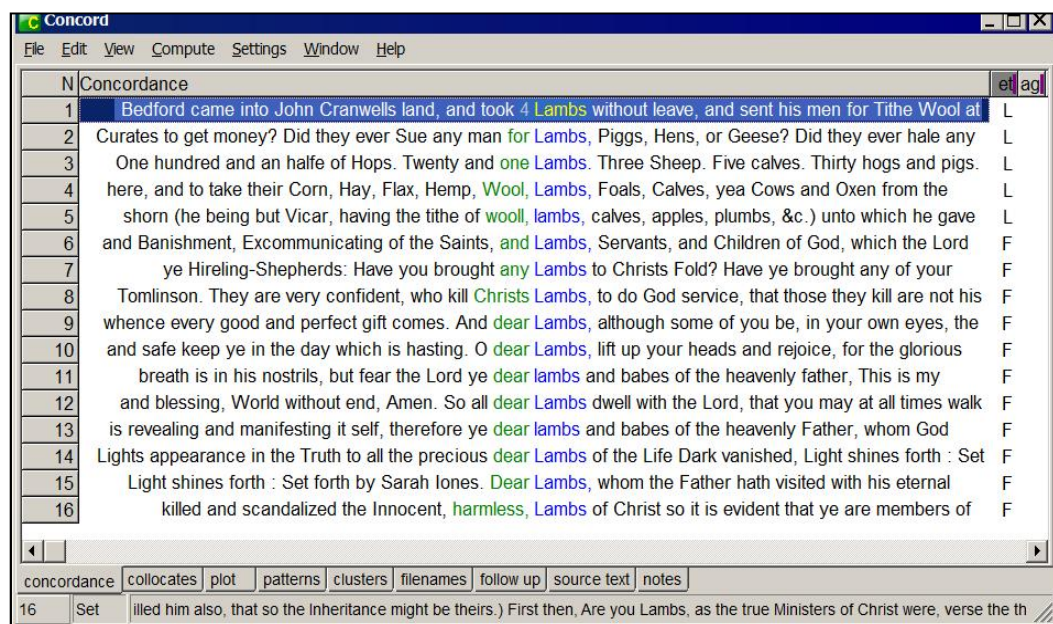 Concord
File Edit View Compute Settings Window Help
N Concordance et ag
1 Bedford came into John Cranwells land, and took 4 Lambs without leave, and sent his men for Tithe Wool at L
2 Curates to get money? Did they ever Sue any man for Lambs, Piggs, Hens, or Geese? Did they ever hale any L
3 One hundred and an halfe of Hops. Twenty and one Lambs. Three Sheep. Five calves. Thirty hogs and pigs. L
4 here, and to take their Corn, Hay, Flax, Hemp, Wool, Lambs, Foals, Calves, yea Cows and Oxen from the L
5 shorn (he being but Vicar, having the tithe of wooll, lambs, calves, apples, plumbs, &c.) unto which he gave L
6 and Banishment, Excommunicating of the Saints, and Lambs, Servants, and Children of God, which the Lord F
7 ye Hireling-Shepherds: Have you brought any Lambs to Christs Fold? Have ye brought any of your F
8 Tomlinson. They are very confident, who kill Christs Lambs, to do God service, that those they kill are not his F
9 whence every good and perfect gift comes. And dear Lambs, although some of you be, in your own eyes, the F
10 and safe keep ye in the day which is hasting. O dear Lambs, lift up your heads and rejoice, for the glorious F
11 breath is in his nostrils, but fear the Lord ye dear lambs and babes of the heavenly father, This is my F
12 and blessing, World without end, Amen. So all dear Lambs dwell with the Lord, that you may at all times walk F
13 is revealing and manifesting it self, therefore ye dear lambs and babes of the heavenly Father, whom God F
14 Lights appearance in the Truth to all the precious dear Lambs of the Life Dark vanished, Light shines forth : Set F
15 Light shines forth : Set forth by Sarah Iones. Dear Lambs, whom the Father hath visited with his eternal F
16 killed and scandalized the Innocent, harmless, Lambs of Christ so it is evident that ye are members of F
concordance collocates plot patterns clusters filenames follow up source text notes
16 Set illed him also, that so the Inheritance might be theirs.) First then, Are you Lambs, as the true Ministers of Christ were, verse the th